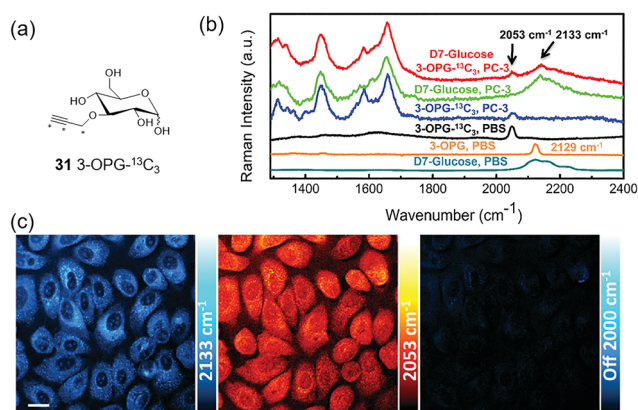 (a)
OH
O
HO
O
HO
OH
*
*
*
31 3-OPG-¹³C₃
(b)
Raman Intensity (a.u.)
2053 cm⁻¹ 2133 cm⁻¹
D7-Glucose
3-OPG-¹³C₃, PC-3
D7-Glucose, PC-3
3-OPG-¹³C₃, PC-3
3-OPG-¹³C₃, PBS
3-OPG, PBS
2129 cm⁻¹
D7-Glucose, PBS
1400 1600 1800 2000 2200 2400
Wavenumber (cm⁻¹)
(c)
2133 cm⁻¹
2053 cm⁻¹
Off 2000 cm⁻¹